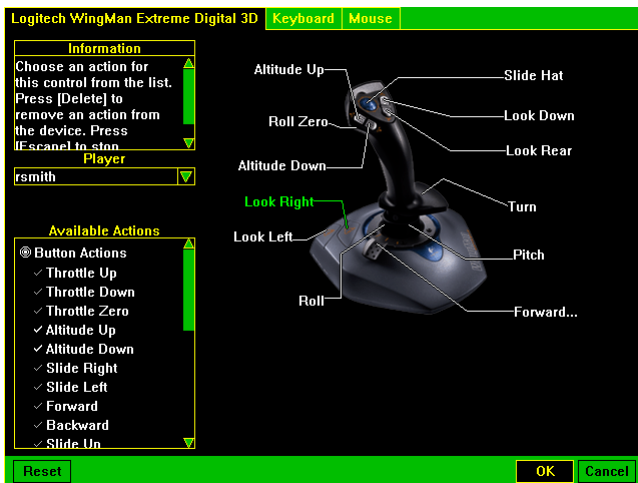 Logitech WingMan Extreme Digital 3D
Keyboard
Mouse
Information
Choose an action for
this control from the list.
Press [Delete] to
remove an action from
the device. Press
[Escape] to stop
Player
rsmith
Available Actions
Button Actions
Throttle Up
Throttle Down
Throttle Zero
Altitude Up
Altitude Down
Slide Right
Slide Left
Forward
Backward
Slide Up
Altitude Up
Slide Hat
Roll Zero
Look Down
Look Rear
Altitude Down
Look Right
Turn
Look Left
Pitch
Roll
Forward...
Reset
OK
Cancel